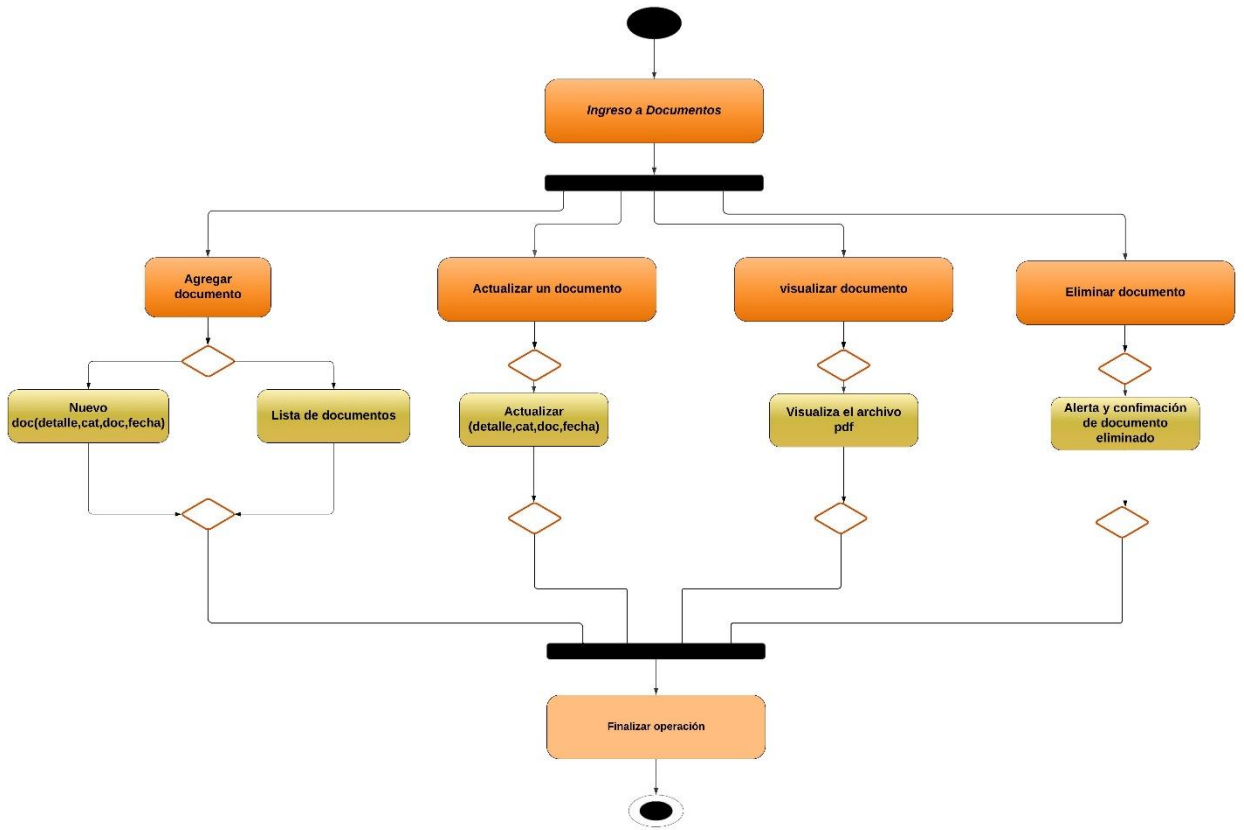 Ingreso a Documentos
Agregar
documento
Actualizar un documento
visualizar documento
Eliminar documento
Nuevo
doc(detalle,cat,doc,fecha)
Lista de documentos
Actualizar
(detalle,cat,doc,fecha)
Visualiza el archivo
pdf
Alerta y confimación
de documento
eliminado
Finalizar operación